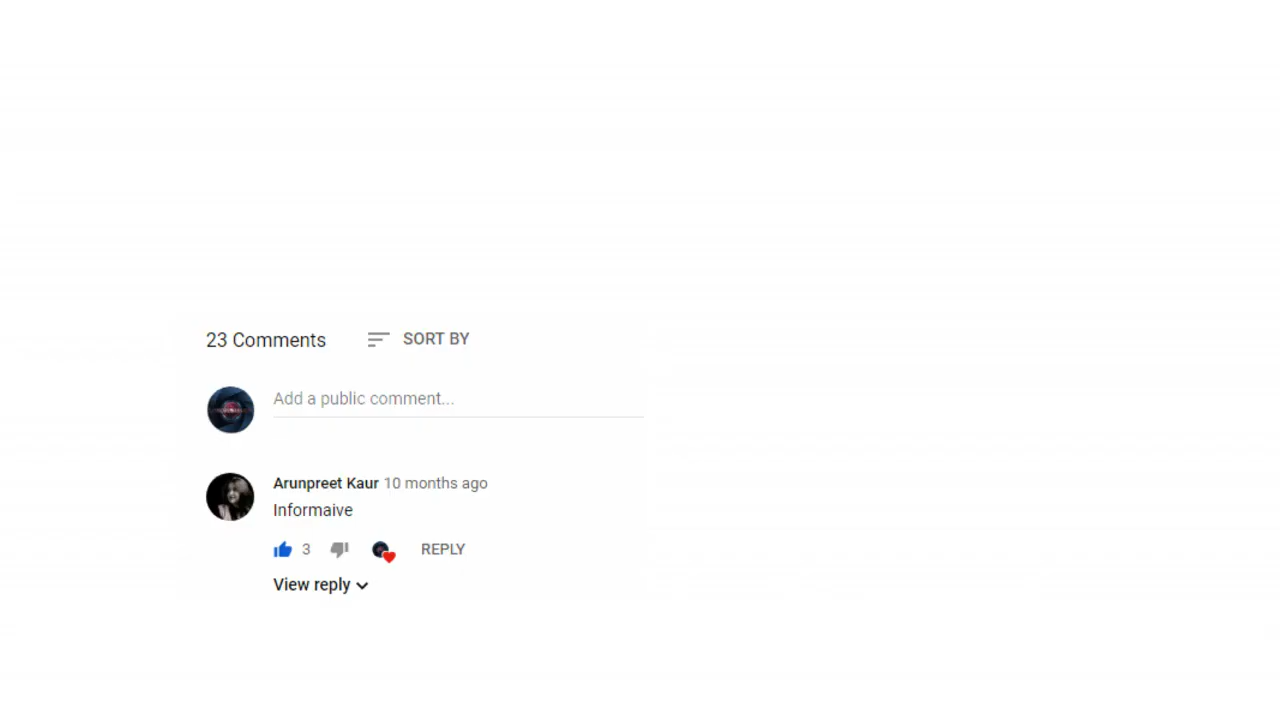 23 Comments SORT BY
Add a public comment...
Arunpreet Kaur 10 months ago
Informaive
3 REPLY
View reply